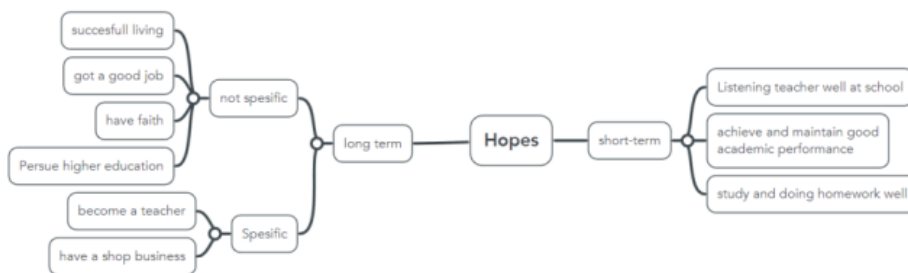 succesfull living
got a good job
have faith
Persue higher education
not spesific
become a teacher
have a shop business
Spesific
long term
Hopes
short-term
Listening teacher well at school
achieve and maintain good
academic performance
study and doing homework well